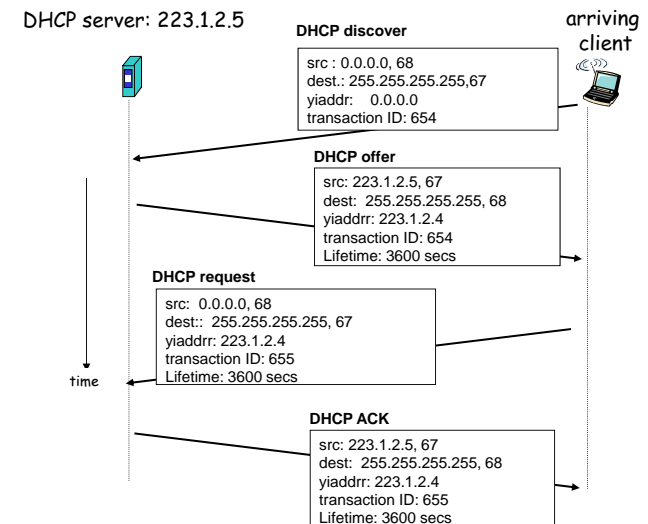 DHCP server: 223.1.2.5
arriving
client
DHCP discover
src : 0.0.0.0, 68
dest.: 255.255.255.255,67
yiaddr: 0.0.0.0
transaction ID: 654
DHCP offer
src: 223.1.2.5, 67
dest: 255.255.255.255, 68
yiaddrr: 223.1.2.4
transaction ID: 654
Lifetime: 3600 secs
DHCP request
src: 0.0.0.0, 68
dest:: 255.255.255.255, 67
yiaddrr: 223.1.2.4
transaction ID: 655
Lifetime: 3600 secs
time
DHCP ACK
src: 223.1.2.5, 67
dest: 255.255.255.255, 68
yiaddrr: 223.1.2.4
transaction ID: 655
Lifetime: 3600 secs